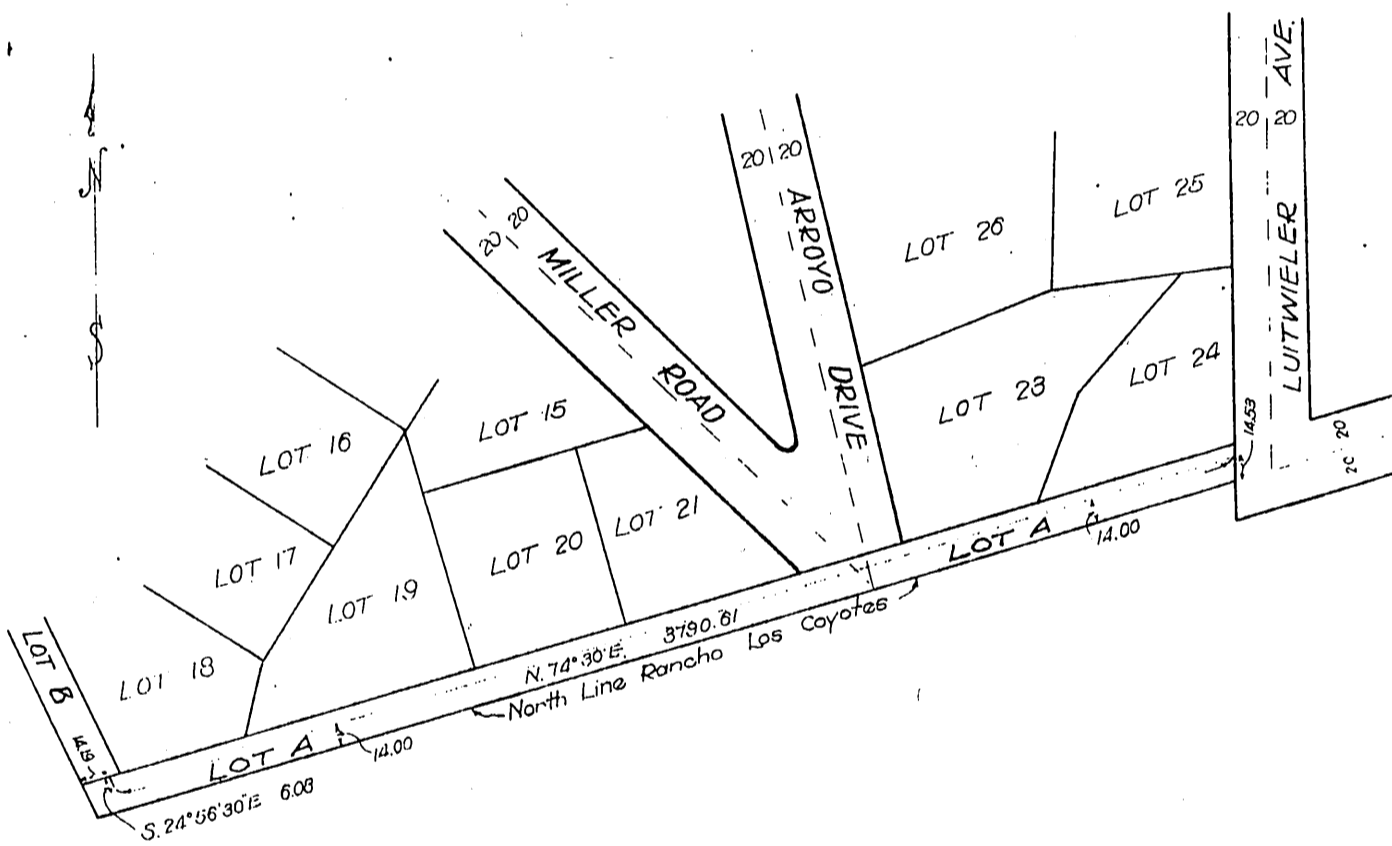 N
S
LUITWIELER AVE.
20 20
20 20
ARROYO DRIVE
20 20
MILLER ROAD
LOT 25
LOT 26
LOT 24
LOT 23
LOT 15
LOT 16
LOT 21
LOT 20
LOT 17
LOT 19
LOT 18
LOT B
14.19
14.53
20 20
LOT A
14.00
N. 74° 30' E. 3790.61
North Line Rancho Los Coyotes
LOT A
14.00
S. 24° 56' 30" E 6.08